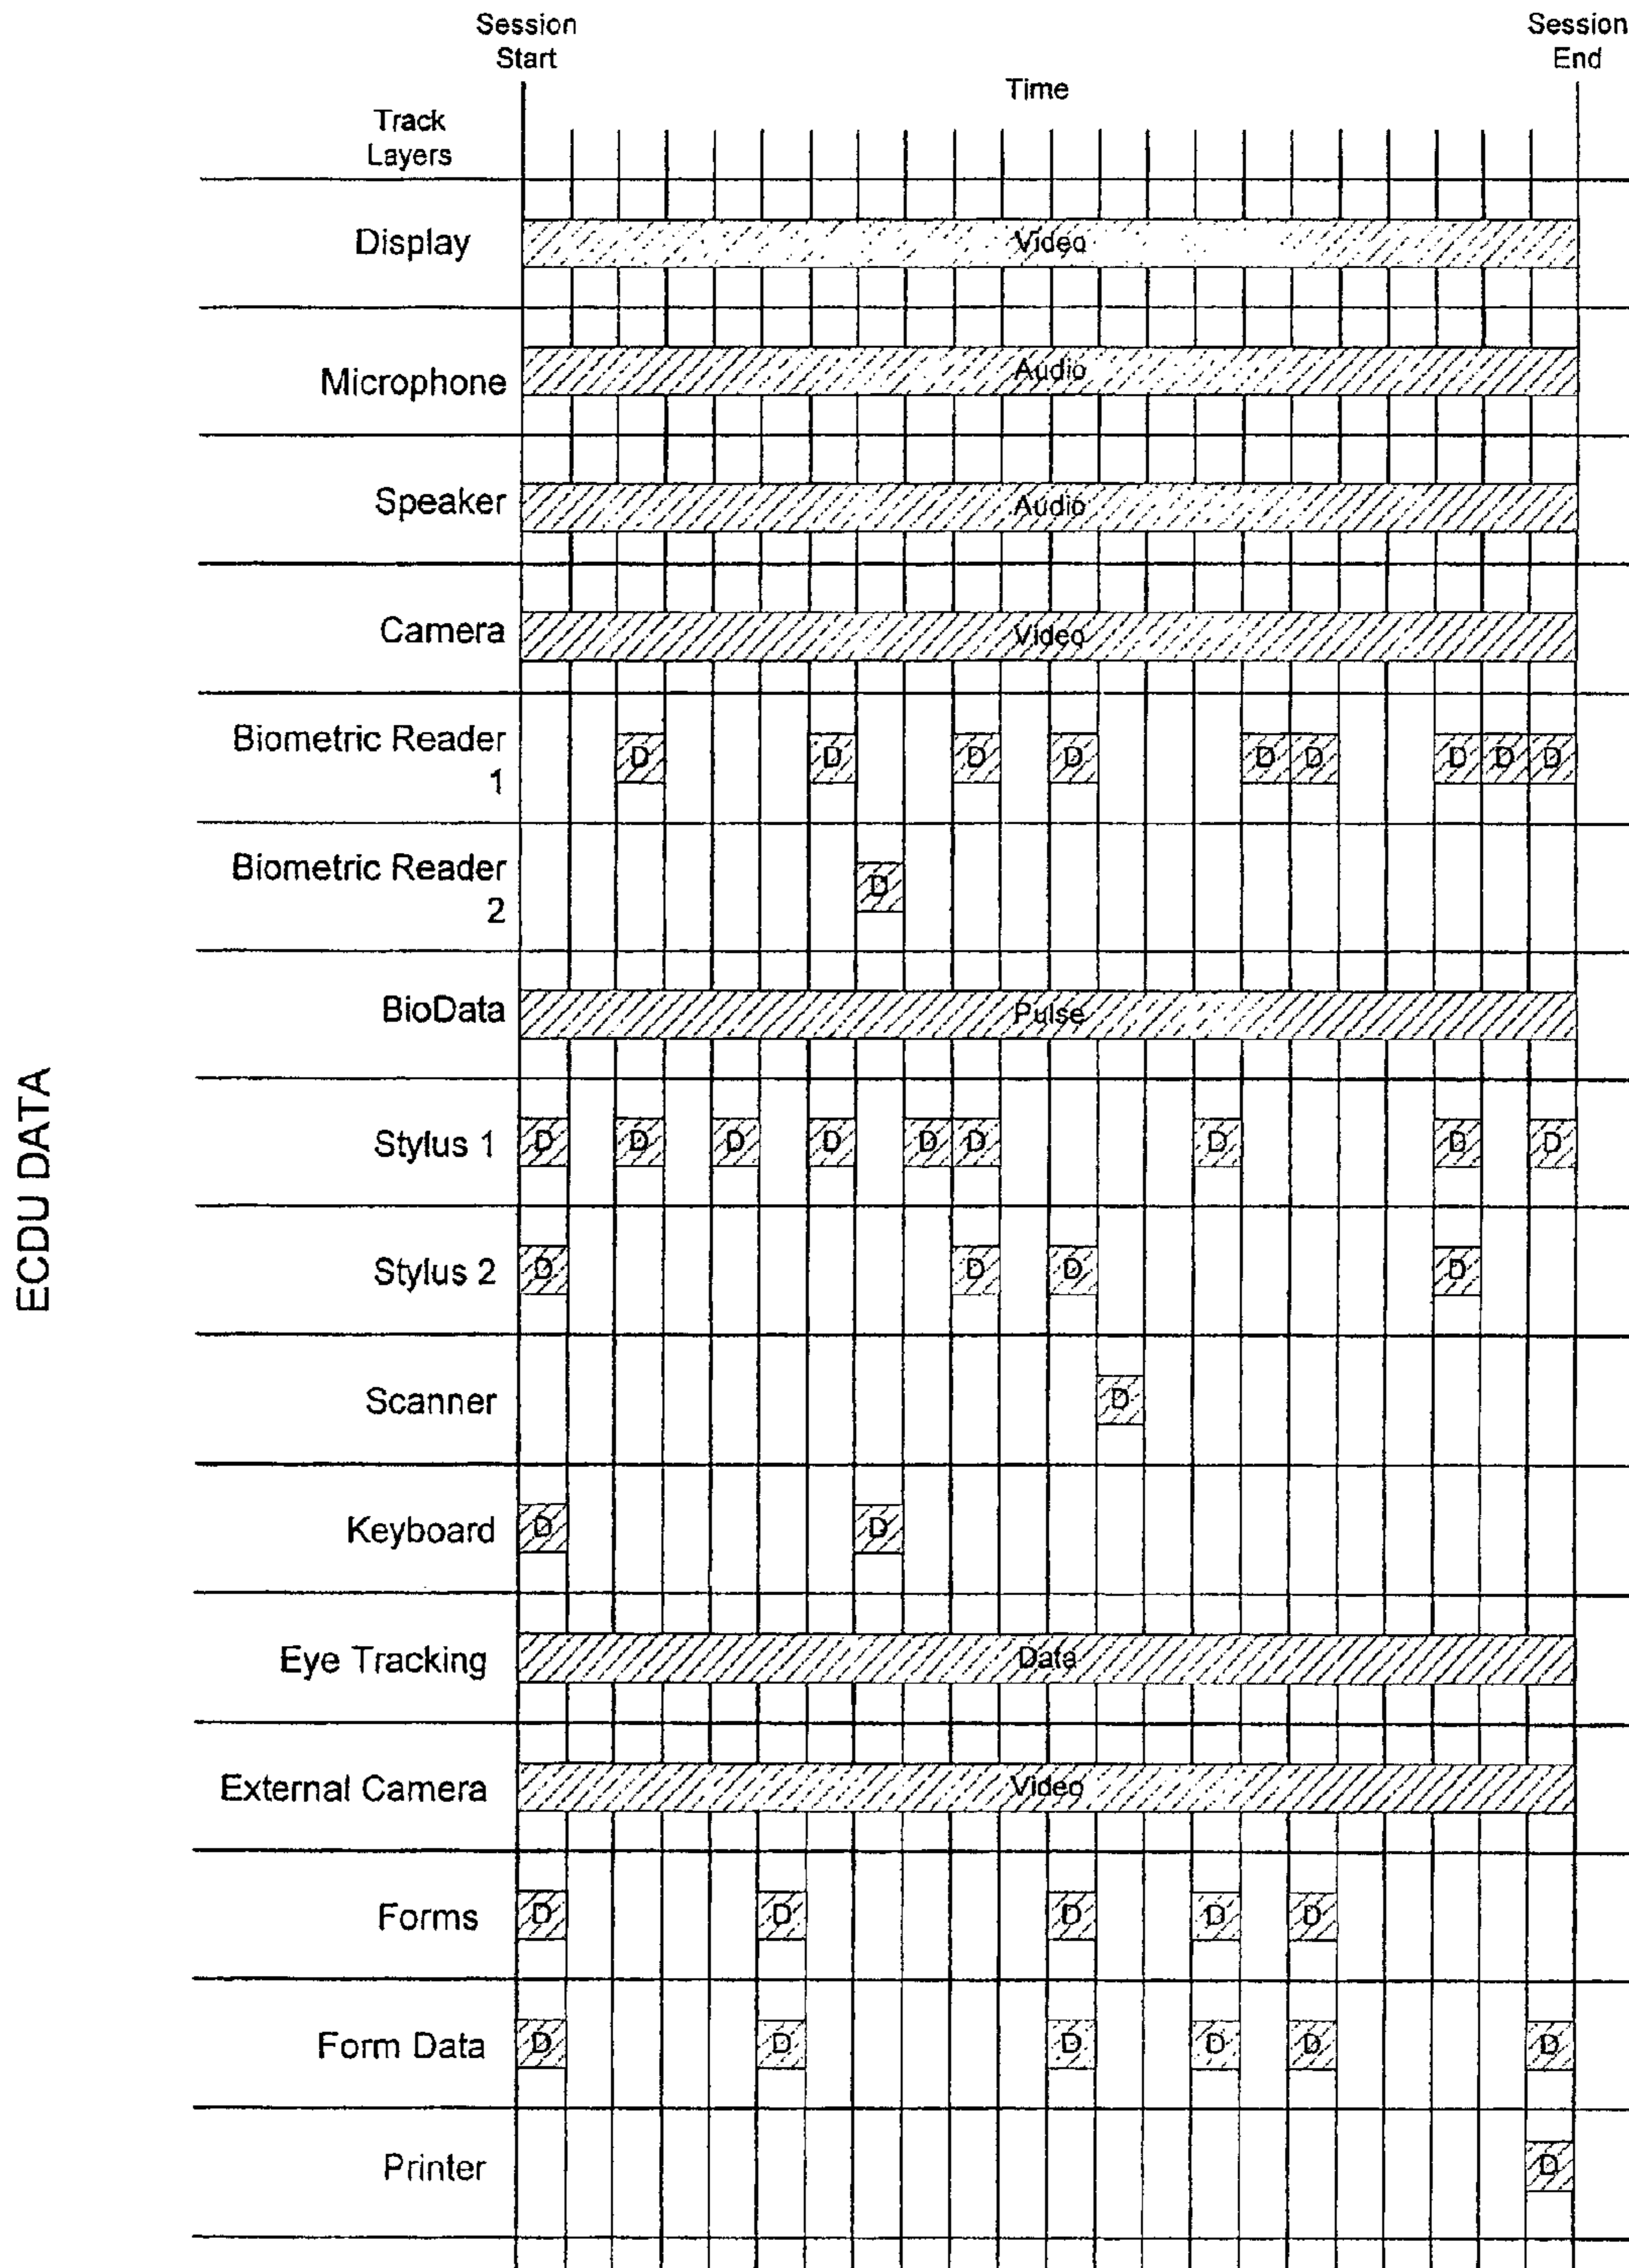 Session
Start
Session
End
Time
Track
Layers
Display
Video
Microphone
Audio
Speaker
Audio
Camera
Video
Biometric Reader
1
D D D D D D D D D
Biometric Reader
2
D
BioData
Pulse
ECDU DATA
Stylus 1
D D D D D D D D D
Stylus 2
D D D D
Scanner
D
Keyboard
D D
Eye Tracking
Data
External Camera
Video
Forms
D D D D D
Form Data
D D D D D D
Printer
D